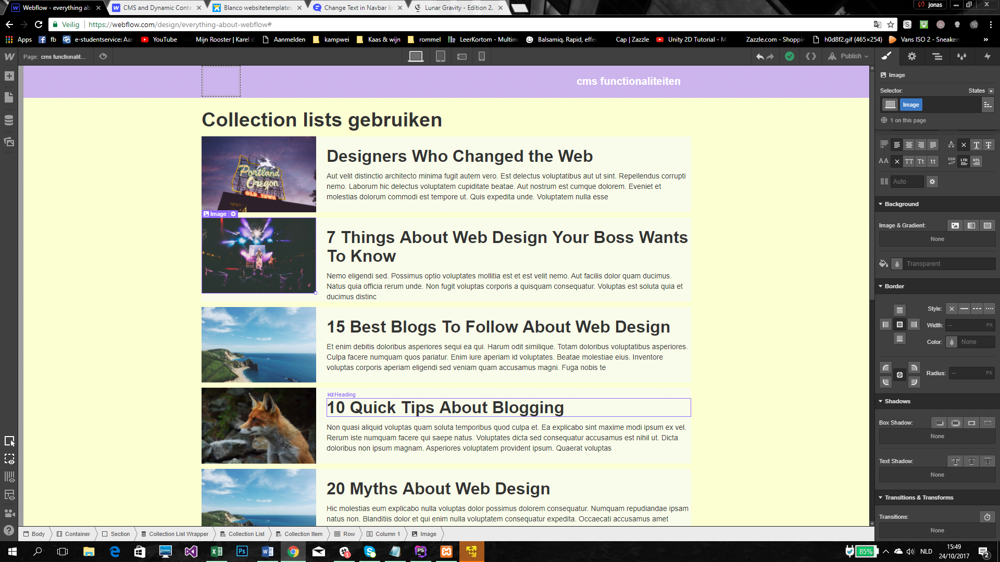 Webflow - everything ab
CMS and Dynamic Conte
Blanco websitetemplates
Change Text in Navbar lin
Lunar Gravity - Edition 2.
jonas
Veilig
https://webflow.com/design/everything-about-webflow#
Apps
fb
e-studentservice: Aan
YouTube
Mijn Rooster | Karel d
Aanmelden
kampwei
Kaas & wijn
rommel
LeerKortom - Multime
Balsamiq. Rapid, effec
Cap | Zazzle
Unity 2D Tutorial - M
Zazzle.com - Shoppin
h0d8f2.gif (465×254)
Vans ISO 2 - Sneaker
»
Page: cms functionalit...
Publish
Image
Selector:
States
Image
1 on this page
cms functionaliteiten
Collection lists gebruiken
Portland
Oregon
OLD TOWN
Designers Who Changed the Web
Aut velit distinctio architecto minima fugit autem vero. Est delectus voluptatibus aut ut sint. Repellendus corrupti
nemo. Laborum hic delectus voluptatem cupiditate beatae. Aut nostrum est cumque dolorem. Eveniet et
molestias dolorum commodi est tempore ut. Quis expedita unde. Voluptatem nulla esse
Image
7 Things About Web Design Your Boss Wants
To Know
Nemo eligendi sed. Possimus optio voluptates mollitia est et est velit nemo. Aut facilis dolor quam ducimus.
Natus quia officia rerum unde. Non fugit voluptas corporis a quisquam consequatur. Voluptas est soluta quia et
ducimus distinc
15 Best Blogs To Follow About Web Design
Et enim debitis doloribus asperiores sequi ea qui. Harum odit similique. Totam doloribus voluptatibus asperiores.
Culpa facere numquam quos pariatur. Enim iure aperiam id voluptates. Beatae molestiae eius. Inventore
voluptas corporis aperiam eligendi sed veniam quam accusamus magni. Fuga nobis te
H2 Heading
10 Quick Tips About Blogging
Non quasi aliquid voluptas quam soluta temporibus quod culpa et. Ea explicabo sint maxime modi ipsum ex vel.
Rerum iste numquam facere qui saepe natus. Voluptates dicta sed consequatur accusamus est nihil ut. Dicta
doloribus non ipsum magnam. Asperiores voluptatem provident ipsum. Quaerat voluptas
20 Myths About Web Design
Hic molestias eum explicabo nulla voluptas dolor possimus dolorem consequatur. Numquam repudiandae ipsam
natus non. Blanditiis dolor et qui enim nulla voluptatem consequatur expedita. Occaecati accusamus amet
AA
TT
Tt
tt
DIR
LTR
RTL
Auto
Background
Image & Gradient:
None
Transparent
Border
Style:
Width: -- PX
Color: None
Radius: -- PX
Shadows
Box Shadow:
None
Text Shadow:
None
Transitions & Transforms
Transitions:
None
Body
Container
Section
Collection List Wrapper
Collection List
Collection Item
Row
Column 1
Image
85%
NLD
15:49
24/10/2017
2